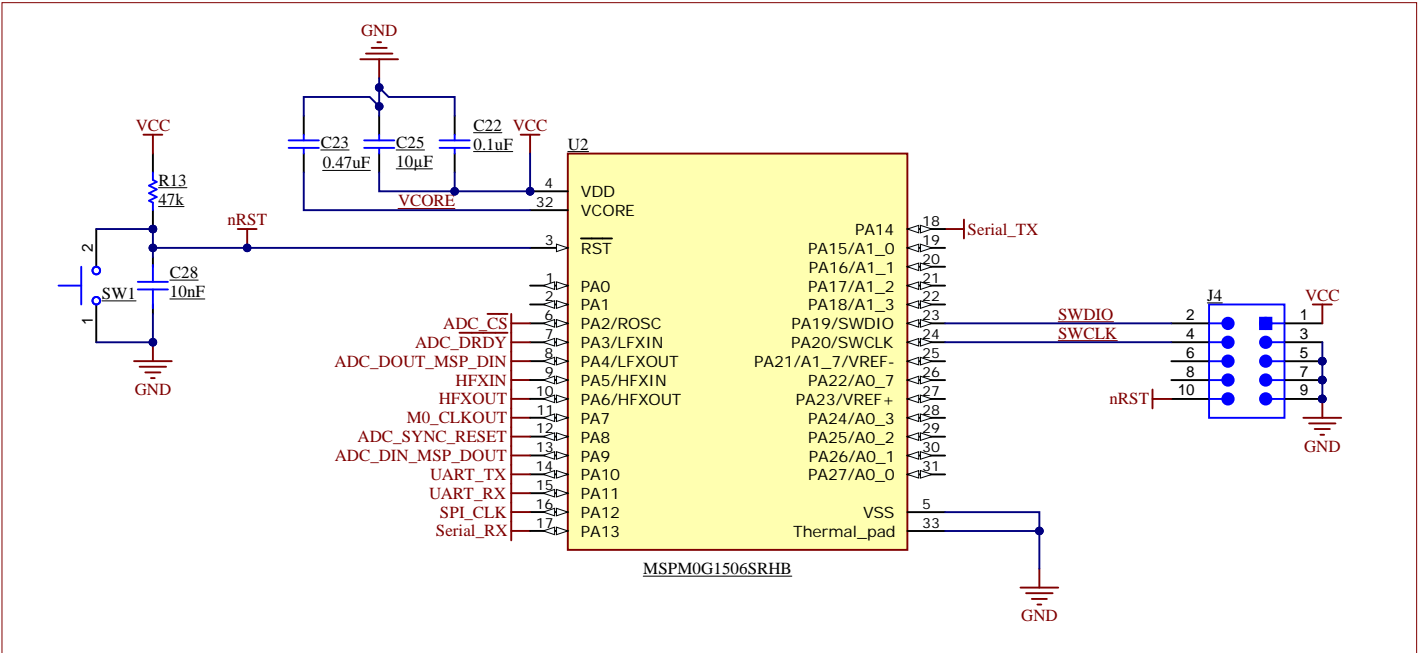 GND
VCC
R13
47k
nRST
2
SW1
1
C28
10nF
GND
C23
0.47uF
C25
10µF
C22
0.1uF
VCC
VCORE
U2
4 VDD
32 VCORE
3 RST
1 PA0
2 PA1
ADC_CS 6 PA2/ROSC
ADC_DRDY 7 PA3/LFXIN
ADC_DOUT_MSP_DIN 8 PA4/LFXOUT
HFXIN 9 PA5/HFXIN
HFXOUT 10 PA6/HFXOUT
M0_CLKOUT 11 PA7
ADC_SYNC_RESET 12 PA8
ADC_DIN_MSP_DOUT 13 PA9
UART_TX 14 PA10
UART_RX 15 PA11
SPI_CLK 16 PA12
Serial_RX 17 PA13
PA14 18 Serial_TX
PA15/A1_0 19
PA16/A1_1 20
PA17/A1_2 21
PA18/A1_3 22
PA19/SWDIO 23 SWDIO
PA20/SWCLK 24 SWCLK
PA21/A1_7/VREF- 25
PA22/A0_7 26
PA23/VREF+ 27
PA24/A0_3 28
PA25/A0_2 29
PA26/A0_1 30
PA27/A0_0 31
VSS 5
Thermal_pad 33
MSPM0G1506SRHB
GND
J4
VCC
2 1
4 3
6 5
8 7
nRST 10 9
GND